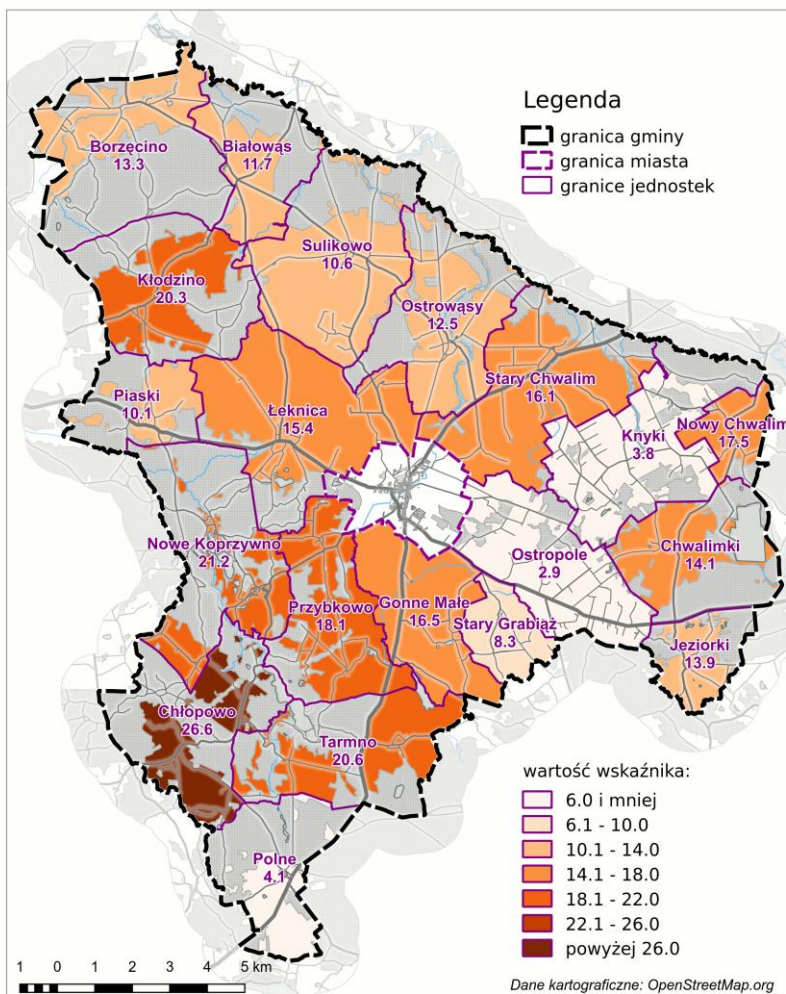 Legenda
granica gminy
granica miasta
granice jednostek
Borzęcino
13.3
Białowąs
11.7
Sulikowo
10.6
Kłodzino
20.3
Ostrowąsy
12.5
Stary Chwalim
16.1
Piaski
10.1
Łeknica
15.4
Knyki
3.8
Nowy Chwalim
17.5
Nowe Koprzywno
21.2
Ostropole
2.9
Chwalimki
14.1
Przybkowo
18.1
Gonne Małe
16.5
Stary Grabiąż
8.3
Jeziorki
13.9
Chłopowo
26.6
Tarmno
20.6
Polne
4.1
wartość wskaźnika:
6.0 i mniej
6.1 - 10.0
10.1 - 14.0
14.1 - 18.0
18.1 - 22.0
22.1 - 26.0
powyżej 26.0
1 0 1 2 3 4 5 km
Dane kartograficzne: OpenStreetMap.org